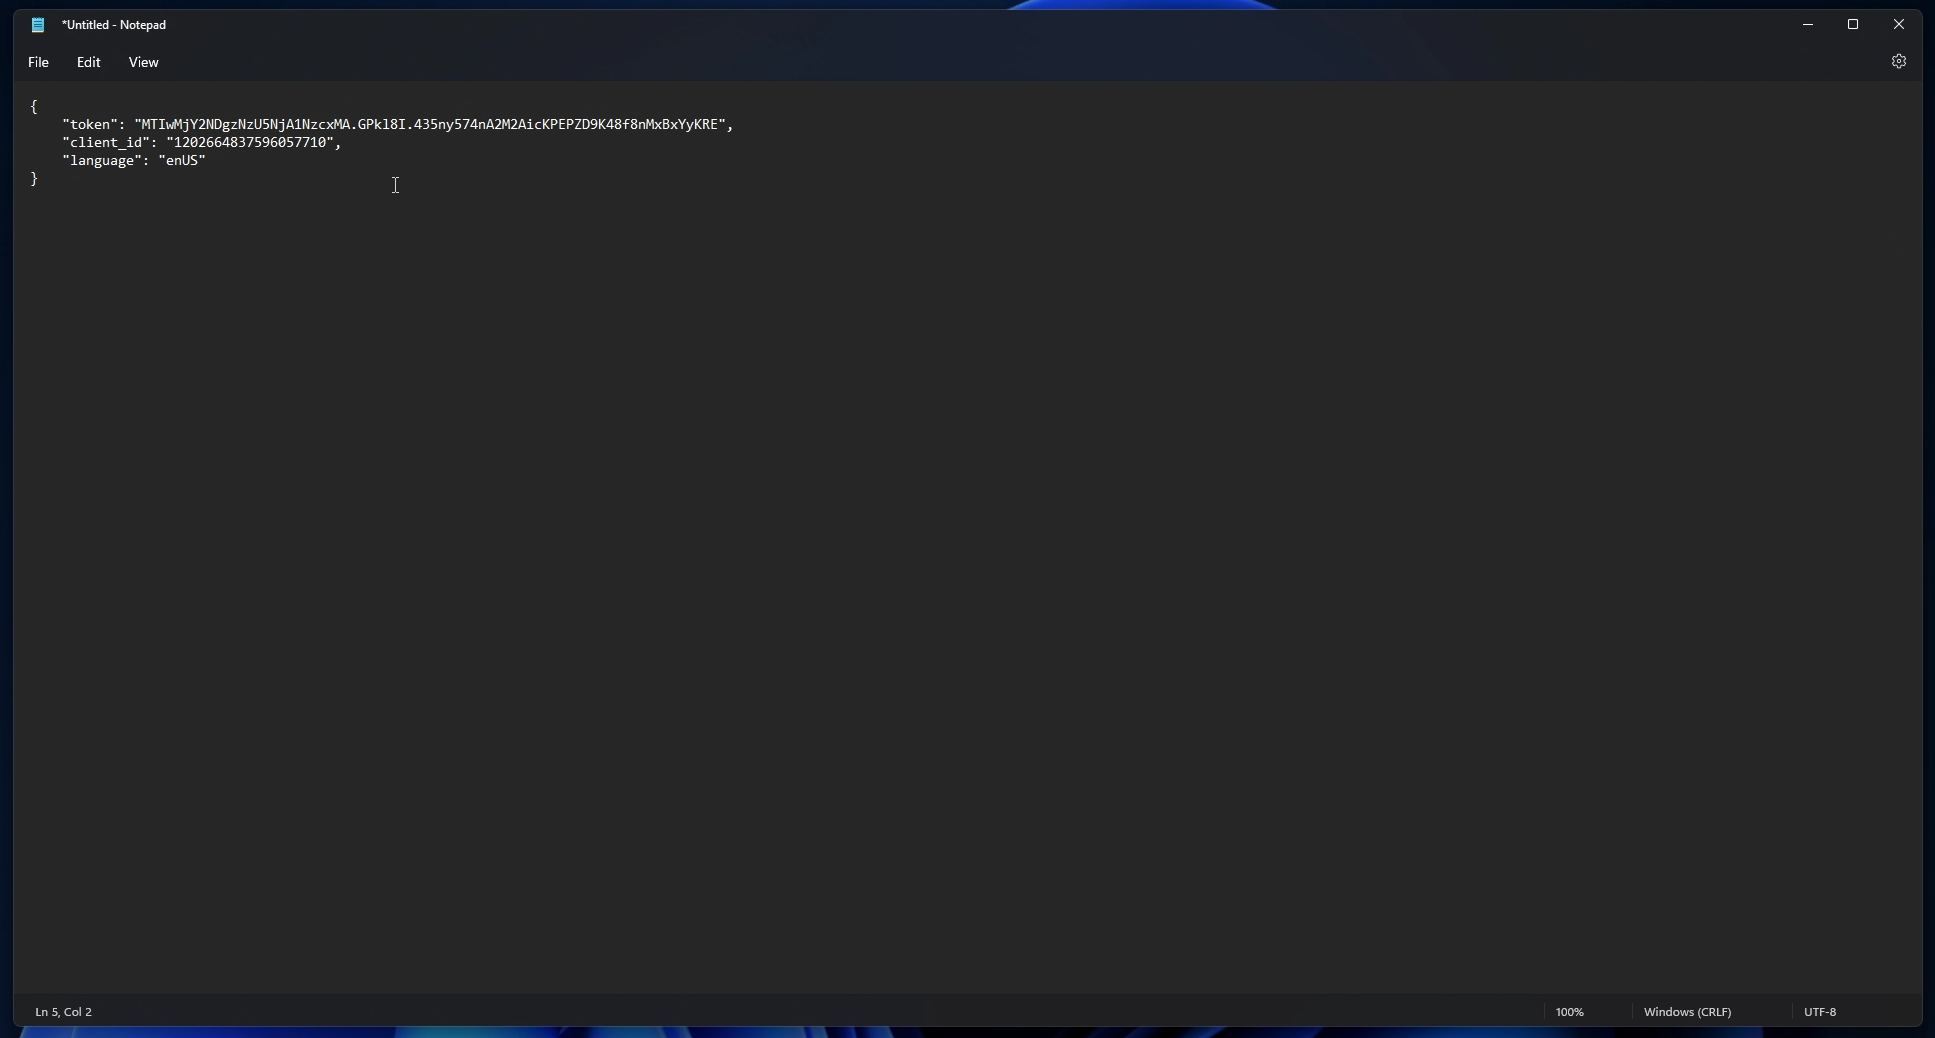 *Untitled - Notepad
File Edit View
{
    "token": "MTIwMjY2NDgzNzU5NjA1NzcxMA.GPkl8I.435ny574nA2M2AicKPEPZD9K48f8nMxBxYyKRE",
    "client_id": "1202664837596057710",
    "language": "enUS"
}
Ln 5, Col 2 100% Windows (CRLF) UTF-8